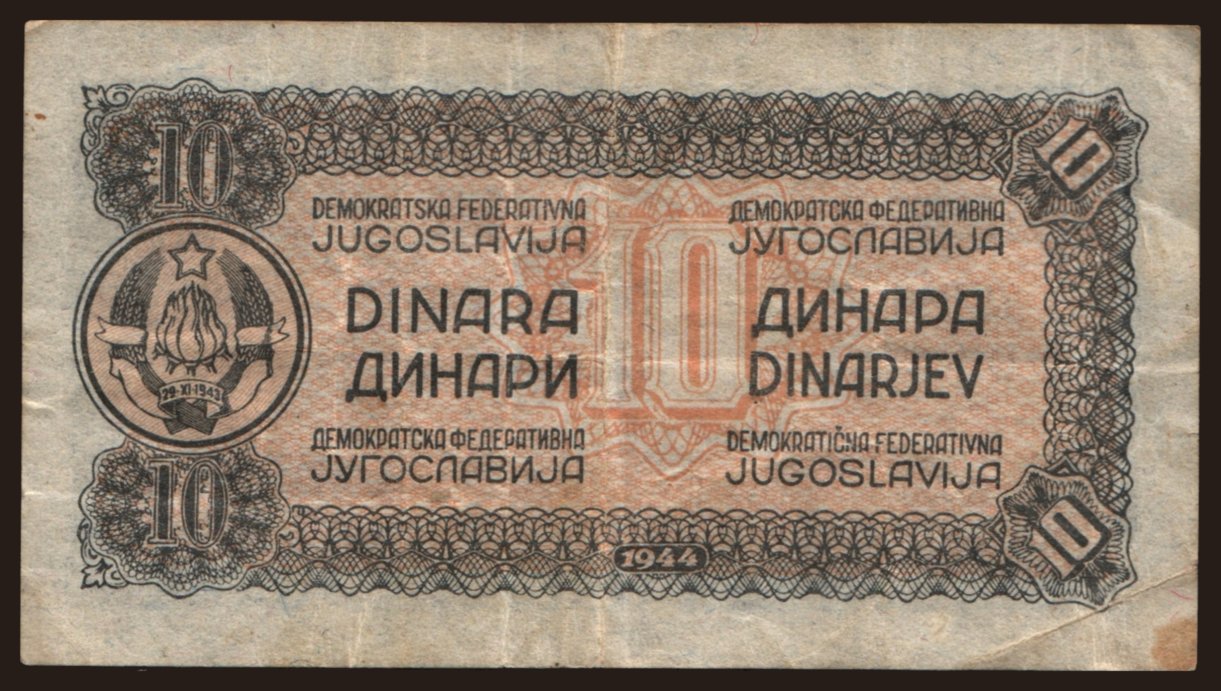 10
10
DEMOKRATSKA FEDERATIVNA
JUGOSLAVIJA
ДЕМОКРАТСКА ФЕДЕРАТИВНА
ЈУГОСЛАВИЈА
10
DINARA
ДИНАРА
ДИНАРИ
DINARJEV
29·XI·1943
ДЕМОКРАТСКА ФЕДЕРАТИВНА
ЈУГОСЛАВИЈА
DEMOKRATIČNA FEDERATIVNA
JUGOSLAVIJA
10
10
1944